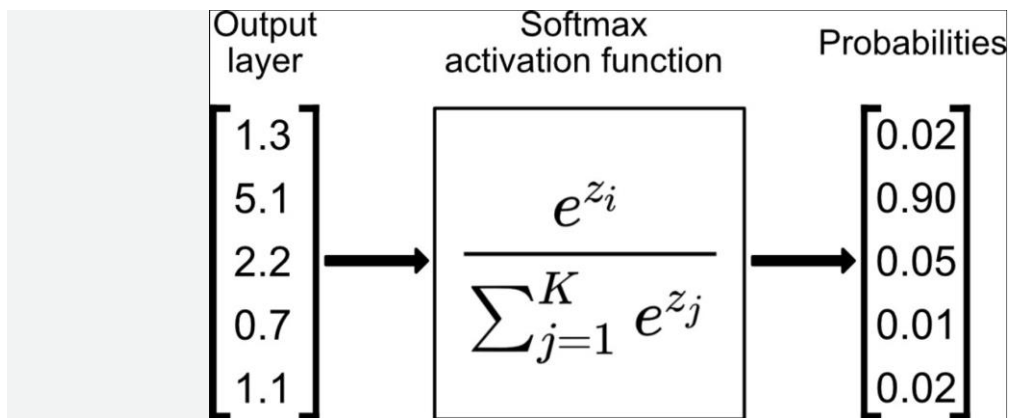 Output
layer
Softmax
activation function
Probabilities
1.3
5.1
2.2
0.7
1.1
e^{z_i}
∑_{j=1}^{K} e^{z_j}
0.02
0.90
0.05
0.01
0.02